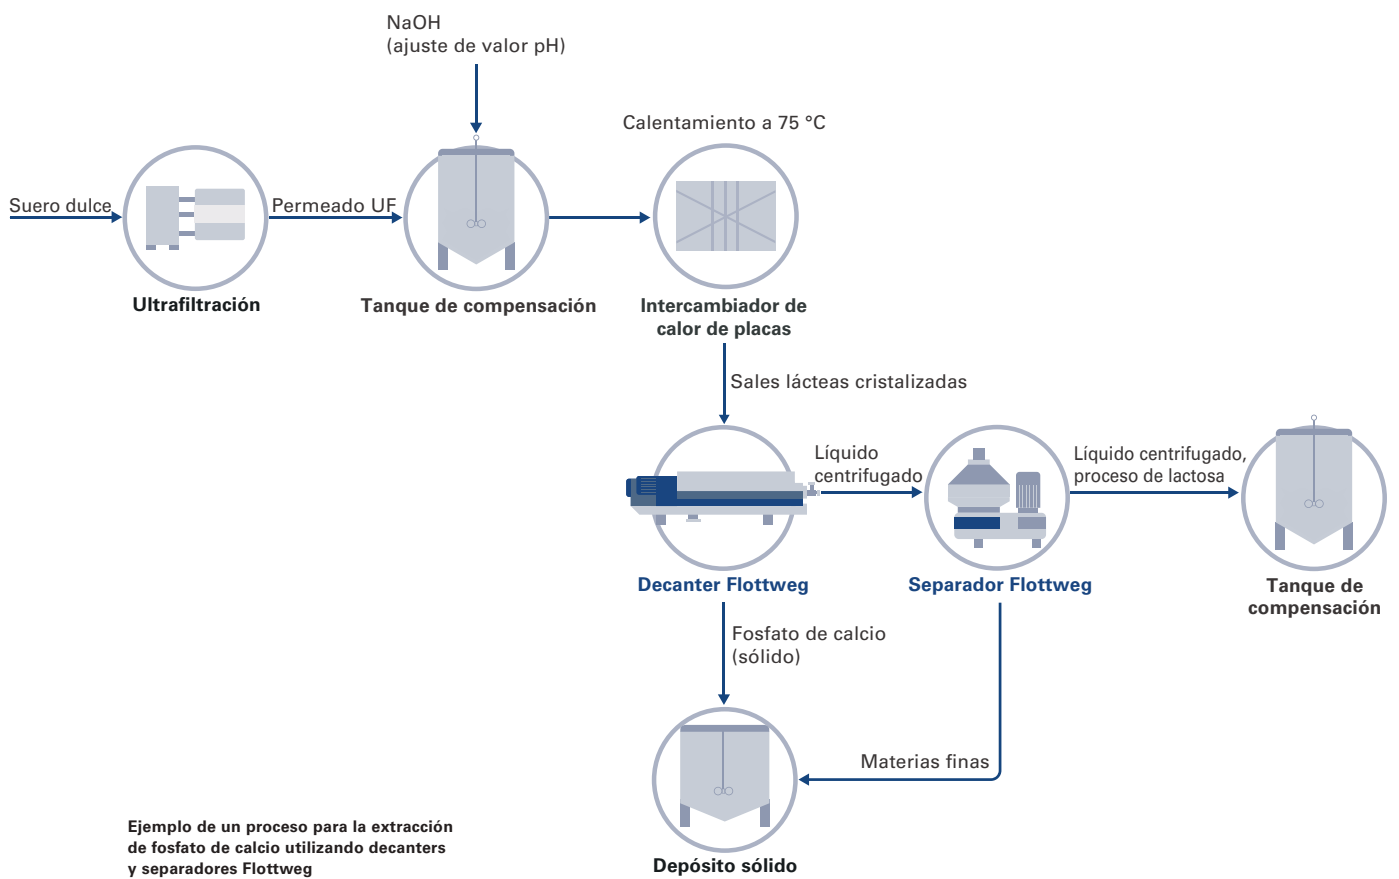 NaOH
(ajuste de valor pH)
Calentamiento a 75 °C
Suero dulce
Permeado UF
Ultrafiltración
Tanque de compensación
Intercambiador de
calor de placas
Sales lácteas cristalizadas
Líquido
centrifugado
Líquido centrifugado,
proceso de lactosa
Decanter Flottweg
Separador Flottweg
Tanque de
compensación
Fosfato de calcio
(sólido)
Materias finas
Depósito sólido
Ejemplo de un proceso para la extracción
de fosfato de calcio utilizando decanters
y separadores Flottweg